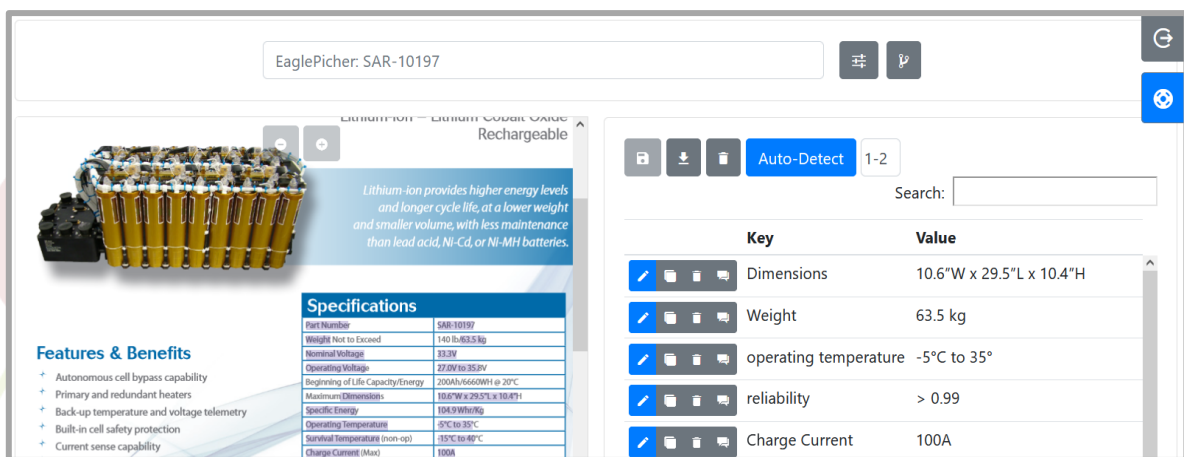 EaglePicher: SAR-10197
Lithium-Ion – Lithium Cobalt Oxide
Rechargeable
Lithium-ion provides higher energy levels
and longer cycle life, at a lower weight
and smaller volume, with less maintenance
than lead acid, Ni-Cd, or Ni-MH batteries.
Specifications
Part Number SAR-10197
Weight Not to Exceed 140 lb/63.5 kg
Nominal Voltage 33.3V
Operating Voltage 27.0V to 35.8V
Beginning of Life Capacity/Energy 200Ah/6660WH @ 20°C
Maximum Dimensions 10.6"W x 29.5"L x 10.4"H
Specific Energy 104.9 Whr/Kg
Operating Temperature -5°C to 35°C
Survival Temperature (non-op) -15°C to 40°C
Charge Current (Max) 100A
Features & Benefits
Autonomous cell bypass capability
Primary and redundant heaters
Back-up temperature and voltage telemetry
Built-in cell safety protection
Current sense capability
Auto-Detect 1-2
Search:
Key Value
Dimensions 10.6”W x 29.5”L x 10.4”H
Weight 63.5 kg
operating temperature -5°C to 35°
reliability > 0.99
Charge Current 100A